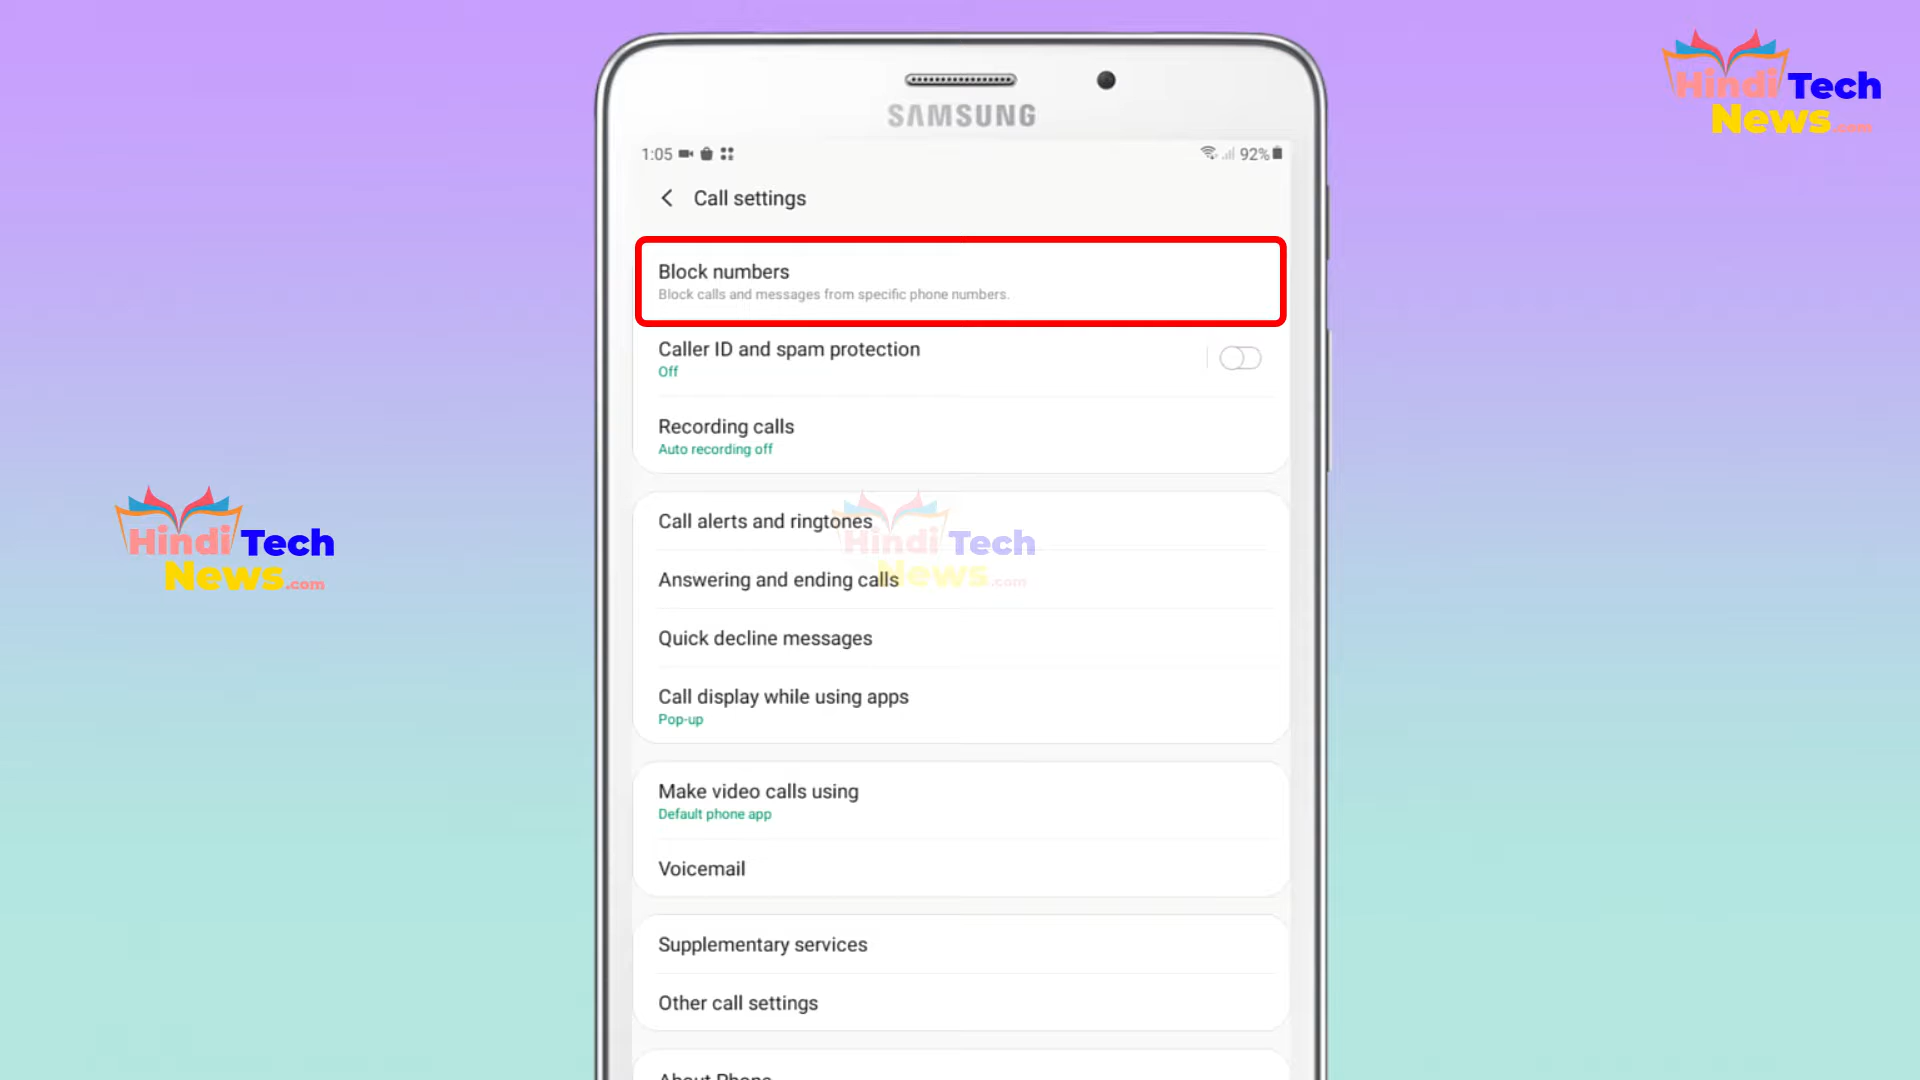 Hindi Tech
News.com
SAMSUNG
1:05
92%
Call settings
Block numbers
Block calls and messages from specific phone numbers.
Caller ID and spam protection
Off
Recording calls
Auto recording off
Call alerts and ringtones
Hindi Tech
News.com
Answering and ending calls
Hindi Tech
News.com
Quick decline messages
Call display while using apps
Pop-up
Make video calls using
Default phone app
Voicemail
Supplementary services
Other call settings
About Phone